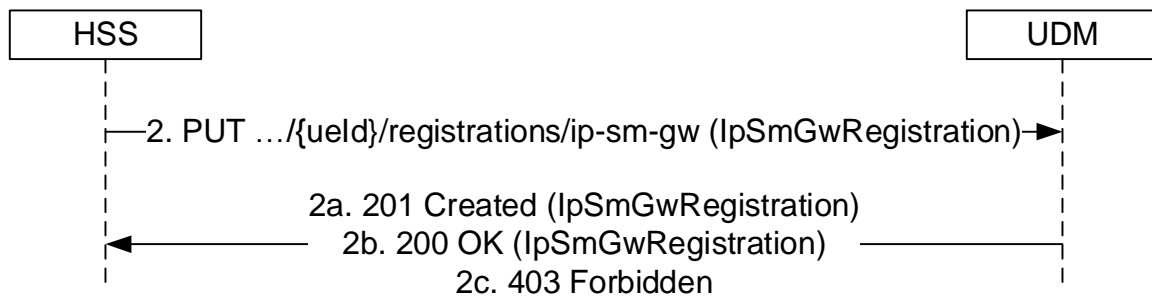 HSS
UDM
2. PUT …/{ueId}/registrations/ip-sm-gw (IpSmGwRegistration)
2a. 201 Created (IpSmGwRegistration)
2b. 200 OK (IpSmGwRegistration)
2c. 403 Forbidden